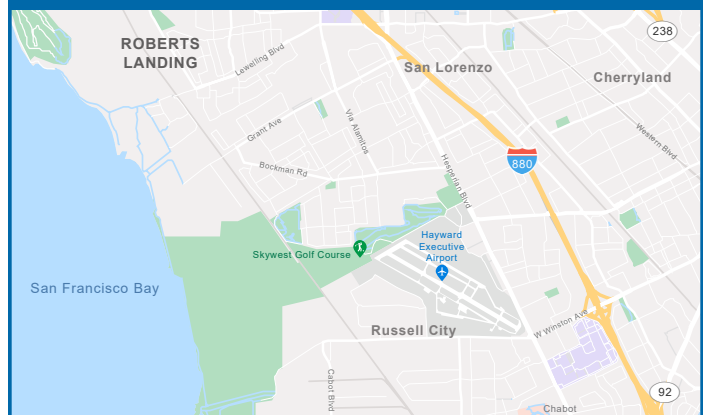 ROBERTS
LANDING
238
Lewelling Blvd
San Lorenzo
Cherryland
Grant Ave
Via Alamitos
Western Blvd
Bockman Rd
880
Hesperian Blvd
Hayward
Executive
Airport
Skywest Golf Course
San Francisco Bay
Russell City
W Winston Ave
Cabot Blvd
92
Chabot